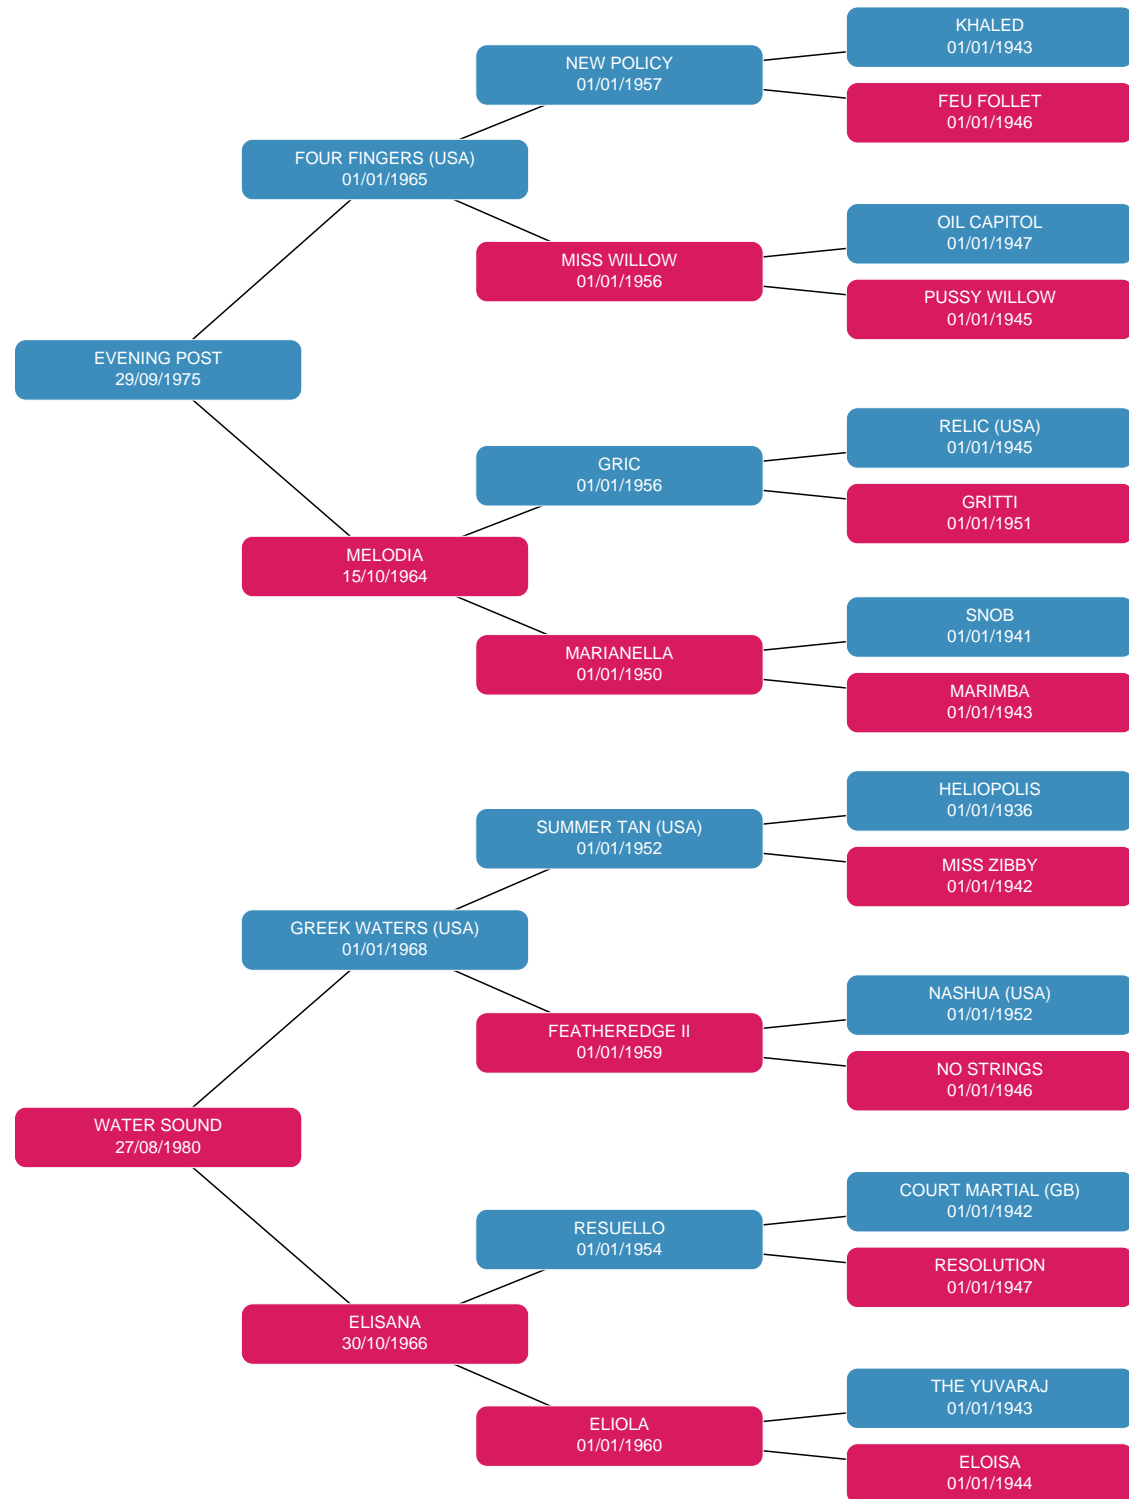 KHALED
01/01/1943
NEW POLICY
01/01/1957
FEU FOLLET
01/01/1946
FOUR FINGERS (USA)
01/01/1965
OIL CAPITOL
01/01/1947
MISS WILLOW
01/01/1956
PUSSY WILLOW
01/01/1945
EVENING POST
29/09/1975
RELIC (USA)
01/01/1945
GRIC
01/01/1956
GRITTI
01/01/1951
MELODIA
15/10/1964
SNOB
01/01/1941
MARIANELLA
01/01/1950
MARIMBA
01/01/1943
HELIOPOLIS
01/01/1936
SUMMER TAN (USA)
01/01/1952
MISS ZIBBY
01/01/1942
GREEK WATERS (USA)
01/01/1968
NASHUA (USA)
01/01/1952
FEATHEREDGE II
01/01/1959
NO STRINGS
01/01/1946
WATER SOUND
27/08/1980
COURT MARTIAL (GB)
01/01/1942
RESUELLO
01/01/1954
RESOLUTION
01/01/1947
ELISANA
30/10/1966
THE YUVARAJ
01/01/1943
ELIOLA
01/01/1960
ELOISA
01/01/1944